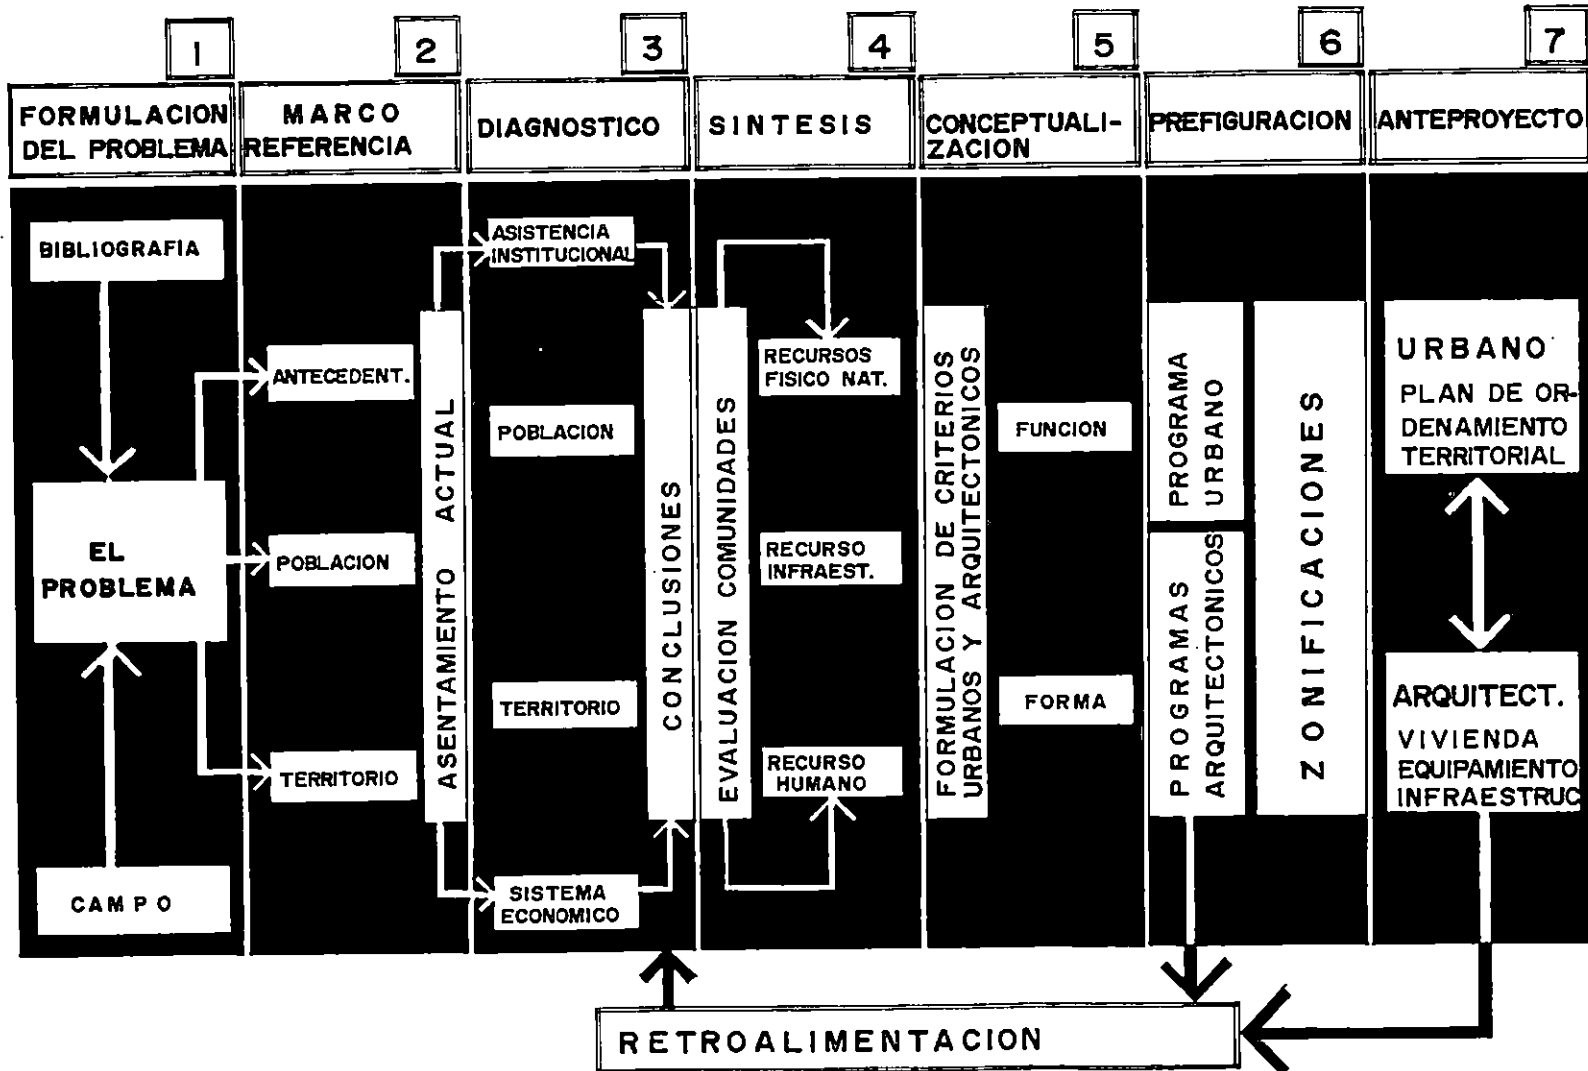 1
2
3
4
5
6
7
FORMULACION
DEL PROBLEMA
MARCO
REFERENCIA
DIAGNOSTICO
SINTESIS
CONCEPTUALI-
ZACION
PREFIGURACION
ANTEPROYECTO
BIBLIOGRAFIA
EL
PROBLEMA
CAMPO
ANTECEDENT.
POBLACION
TERRITORIO
ASENTAMIENTO ACTUAL
ASISTENCIA
INSTITUCIONAL
POBLACION
TERRITORIO
SISTEMA
ECONOMICO
CONCLUSIONES
EVALUACION COMUNIDADES
RECURSOS
FISICO NAT.
RECURSO
INFRAEST.
RECURSO
HUMANO
FORMULACION DE CRITERIOS
URBANOS Y ARQUITECTONICOS
FUNCION
FORMA
PROGRAMA
URBANO
PROGRAMAS
ARQUITECTONICOS
ZONIFICACIONES
URBANO
PLAN DE OR-
DENAMIENTO
TERRITORIAL
ARQUITECT.
VIVIENDA
EQUIPAMIENTO
INFRAESTRUC
RETROALIMENTACION